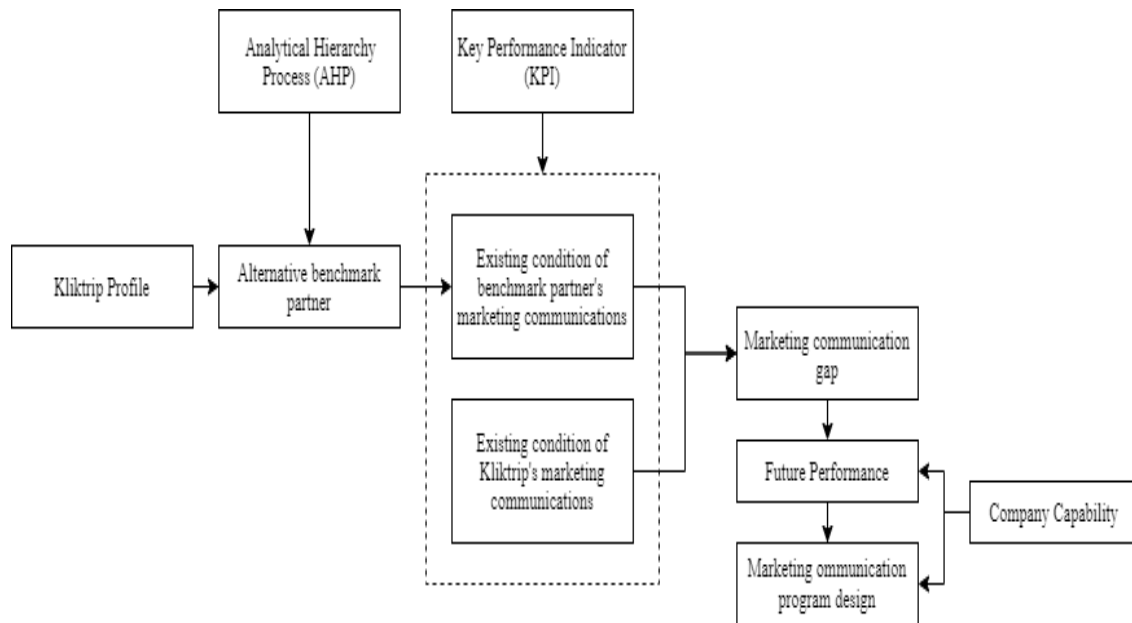 Analytical Hierarchy
Process (AHP)
Key Performance Indicator
(KPI)
Kliktrip Profile
Alternative benchmark
partner
Existing condition of
benchmark partner's
marketing communications
Existing condition of
Kliktrip's marketing
communications
Marketing communication
gap
Future Performance
Company Capability
Marketing ommunication
program design